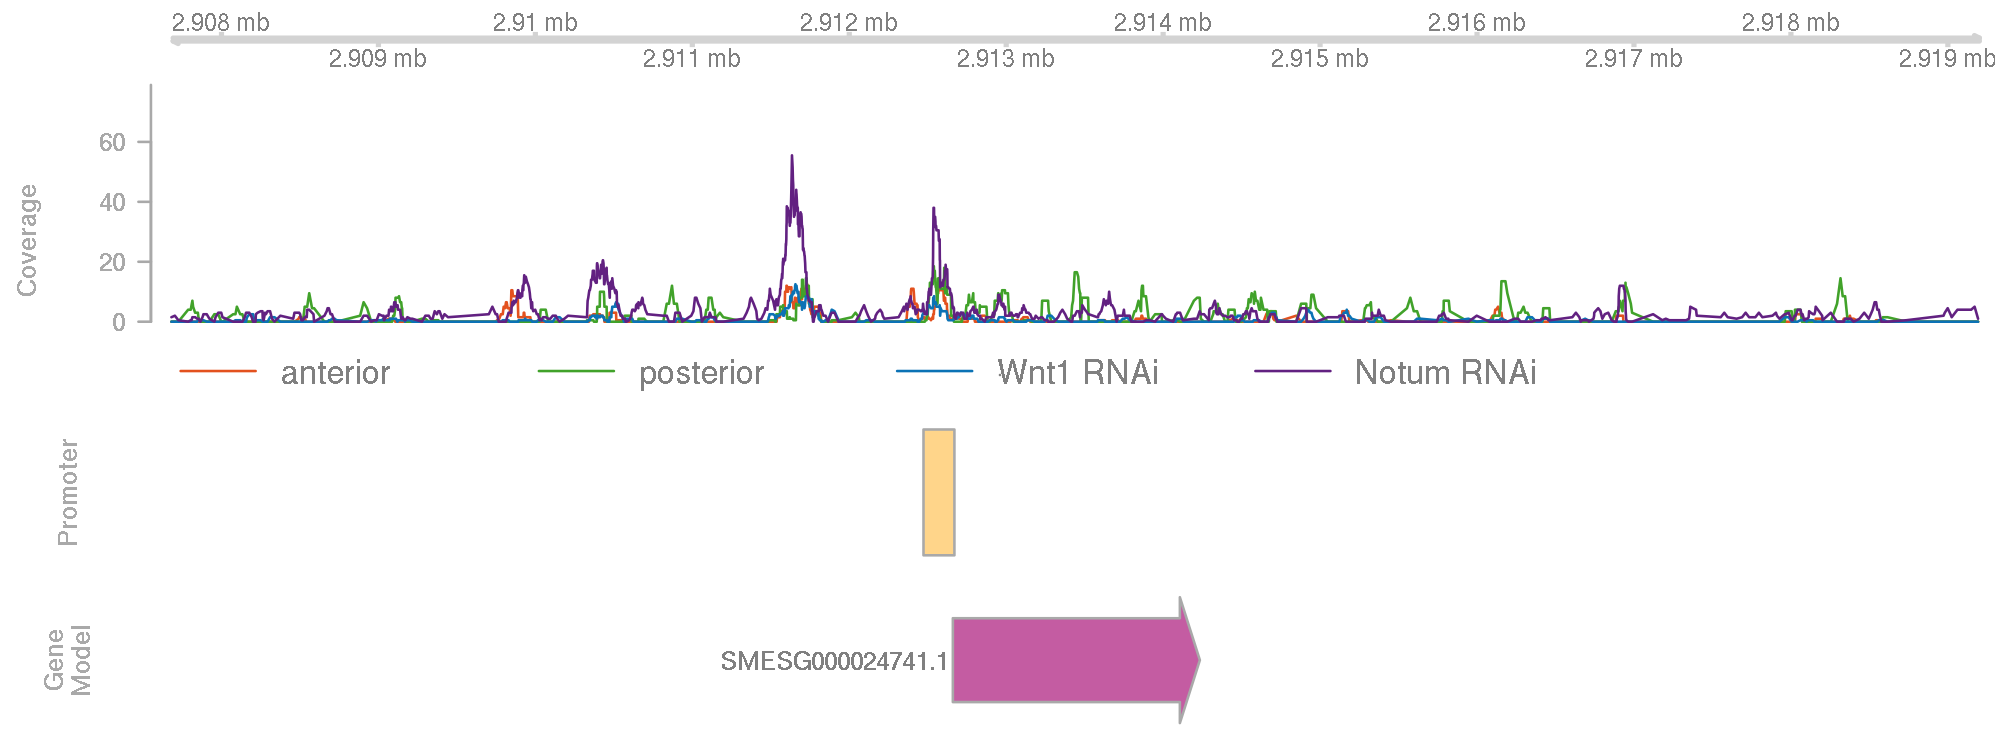 2.908 mb 2.91 mb 2.912 mb 2.914 mb 2.916 mb 2.918 mb
2.909 mb 2.911 mb 2.913 mb 2.915 mb 2.917 mb 2.919 mb
Coverage
60
40
20
0
anterior posterior Wnt1 RNAi Notum RNAi
Promoter
0
Gene
Model
SMESG000024741.1